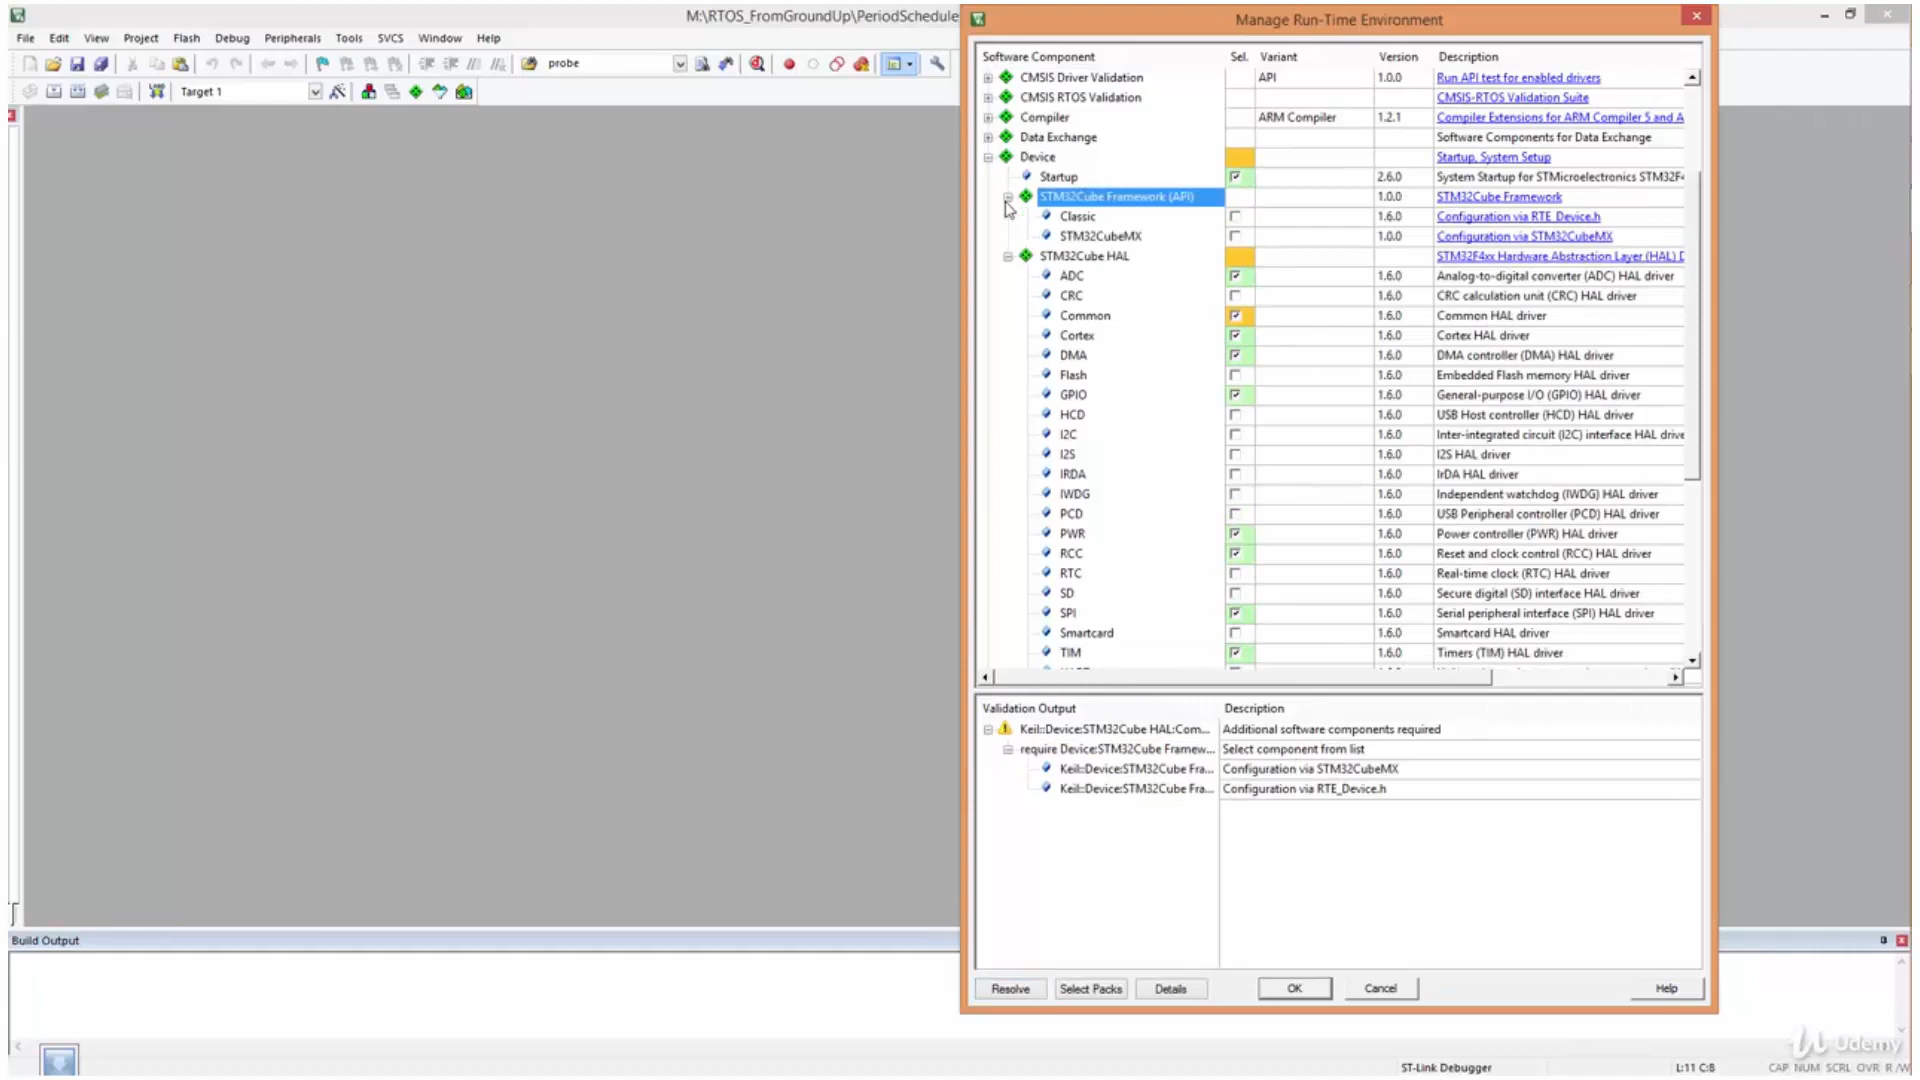 M:\RTOS_FromGroundUp\PeriodSchedule
File Edit View Project Flash Debug Peripherals Tools SVCS Window Help
probe
Target 1
Manage Run-Time Environment
Software Component Sel. Variant Version Description
CMSIS Driver Validation API 1.0.0 Run API test for enabled drivers
CMSIS RTOS Validation CMSIS-RTOS Validation Suite
Compiler ARM Compiler 1.2.1 Compiler Extensions for ARM Compiler 5 and A
Data Exchange Software Components for Data Exchange
Device Startup, System Setup
Startup 2.6.0 System Startup for STMicroelectronics STM32F4
STM32Cube Framework (API) 1.0.0 STM32Cube Framework
Classic 1.6.0 Configuration via RTE_Device.h
STM32CubeMX 1.0.0 Configuration via STM32CubeMX
STM32Cube HAL STM32F4xx Hardware Abstraction Layer (HAL) D
ADC 1.6.0 Analog-to-digital converter (ADC) HAL driver
CRC 1.6.0 CRC calculation unit (CRC) HAL driver
Common 1.6.0 Common HAL driver
Cortex 1.6.0 Cortex HAL driver
DMA 1.6.0 DMA controller (DMA) HAL driver
Flash 1.6.0 Embedded Flash memory HAL driver
GPIO 1.6.0 General-purpose I/O (GPIO) HAL driver
HCD 1.6.0 USB Host controller (HCD) HAL driver
I2C 1.6.0 Inter-integrated circuit (I2C) interface HAL drive
I2S 1.6.0 I2S HAL driver
IRDA 1.6.0 IrDA HAL driver
IWDG 1.6.0 Independent watchdog (IWDG) HAL driver
PCD 1.6.0 USB Peripheral controller (PCD) HAL driver
PWR 1.6.0 Power controller (PWR) HAL driver
RCC 1.6.0 Reset and clock control (RCC) HAL driver
RTC 1.6.0 Real-time clock (RTC) HAL driver
SD 1.6.0 Secure digital (SD) interface HAL driver
SPI 1.6.0 Serial peripheral interface (SPI) HAL driver
Smartcard 1.6.0 Smartcard HAL driver
TIM 1.6.0 Timers (TIM) HAL driver
Validation Output Description
Keil::Device:STM32Cube HAL:Com... Additional software components required
require Device:STM32Cube Framew... Select component from list
Keil::Device:STM32Cube Fra... Configuration via STM32CubeMX
Keil::Device:STM32Cube Fra... Configuration via RTE_Device.h
Build Output
Resolve Select Packs Details OK Cancel Help
Udemy
ST-Link Debugger L:11 C:8 CAP NUM SCRL OVR R/W